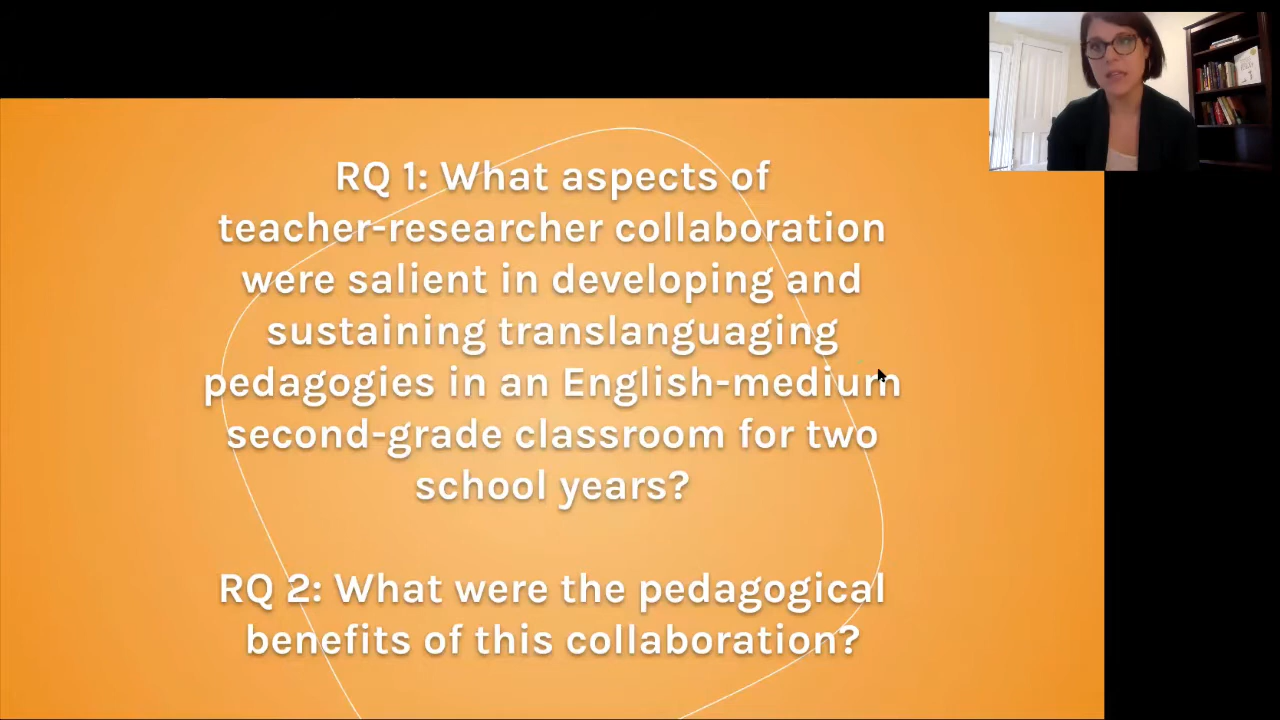 RQ 1: What aspects of
teacher-researcher collaboration
were salient in developing and
sustaining translanguaging
pedagogies in an English-medium
second-grade classroom for two
school years?
RQ 2: What were the pedagogical
benefits of this collaboration?